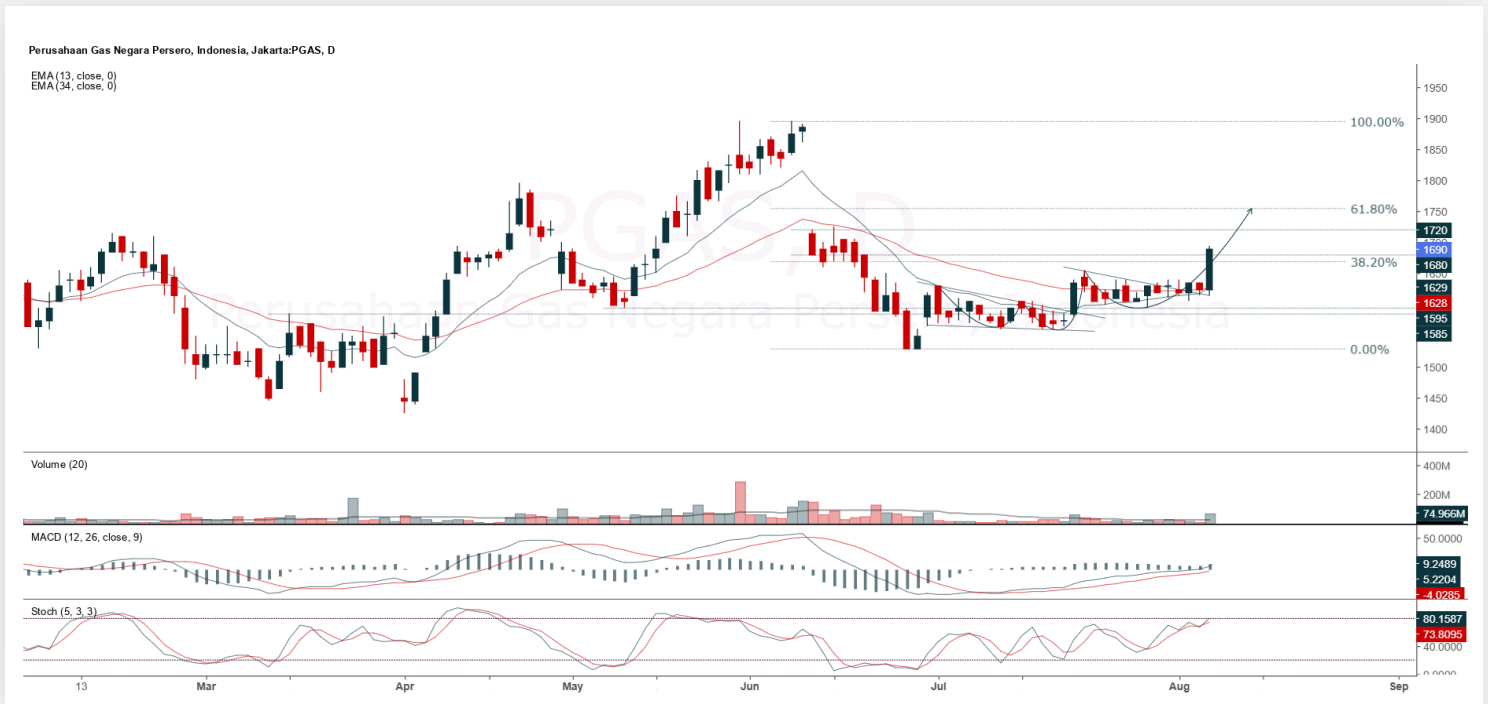 Perusahaan Gas Negara Persero, Indonesia, Jakarta:PGAS, D
EMA (13, close, 0)
EMA (34, close, 0)
PGAS, D
1950
1900
100.00%
1850
1800
1750
61.80%
1720
1690
1680
38.20%
1629
1628
1595
1585
0.00%
1500
1450
1400
Volume (20)
400M
200M
74.966M
MACD (12, 26, close, 9)
50.0000
9.2489
5.2204
-4.0285
Stoch (5, 3, 3)
80.1587
73.8095
40.0000
0.0000
13 Mar Apr May Jun Jul Aug Sep